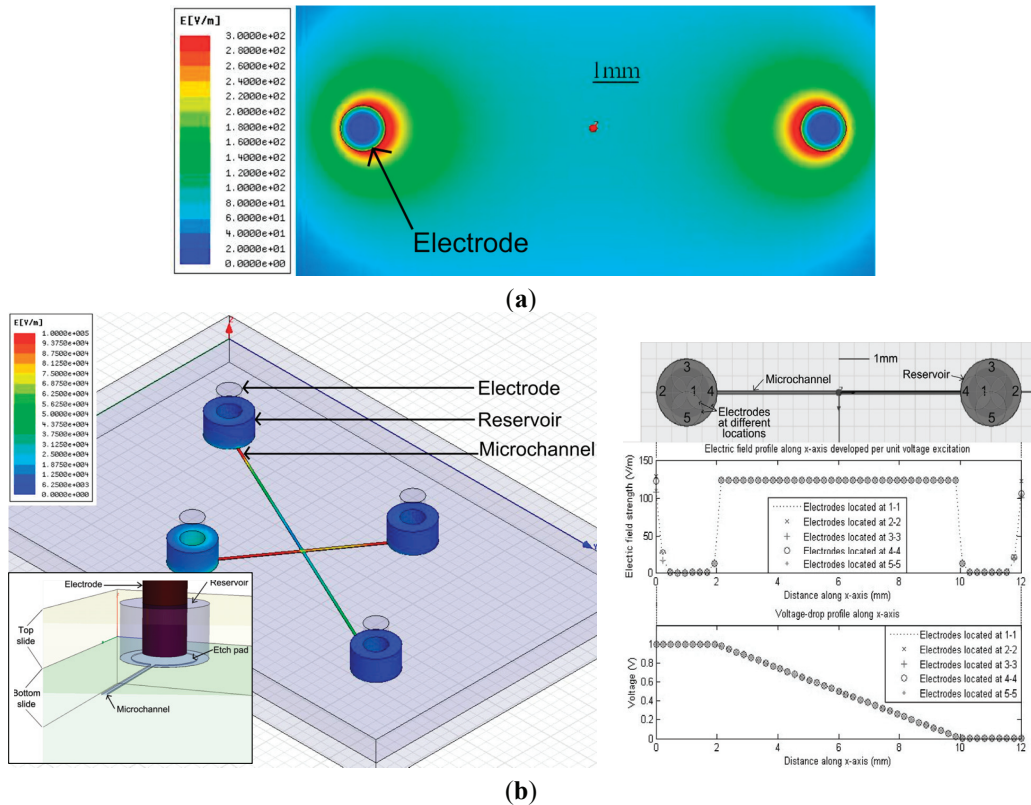 E[V/m]
3.0000e+02
2.8000e+02
2.6000e+02
2.4000e+02
2.2000e+02
2.0000e+02
1.8000e+02
1.6000e+02
1.4000e+02
1.2000e+02
1.0000e+02
8.0000e+01
6.0000e+01
4.0000e+01
2.0000e+01
0.0000e+00
1mm
Electrode
(a)
E[V/m]
1.0000e+005
9.3750e+004
8.7500e+004
8.1250e+004
7.5000e+004
6.8750e+004
6.2500e+004
5.6250e+004
5.0000e+004
4.3750e+004
3.7500e+004
3.1250e+004
2.5000e+004
1.8750e+004
1.2500e+004
6.2500e+003
0.0000e+000
Z
Electrode
Reservoir
Microchannel
Electrode
Reservoir
Top
slide
Etch pad
Bottom
slide
Microchannel
1mm
Microchannel
Reservoir
3
2 1 4
5
3
4 1 2
5
Electrodes
at different
locations
Electric field profile along x-axis developed per unit voltage excitation
Electric field strength (V/m)
150
100
50
0
Electrodes located at 1-1
Electrodes located at 2-2
Electrodes located at 3-3
Electrodes located at 4-4
Electrodes located at 5-5
0 2 4 6 8 10 12
Distance along x-axis (mm)
Voltage-drop profile along x-axis
Voltage (V)
1
0.8
0.6
0.4
0.2
0
Electrodes located at 1-1
Electrodes located at 2-2
Electrodes located at 3-3
Electrodes located at 4-4
Electrodes located at 5-5
0 2 4 6 8 10 12
Distance along x-axis (mm)
(b)